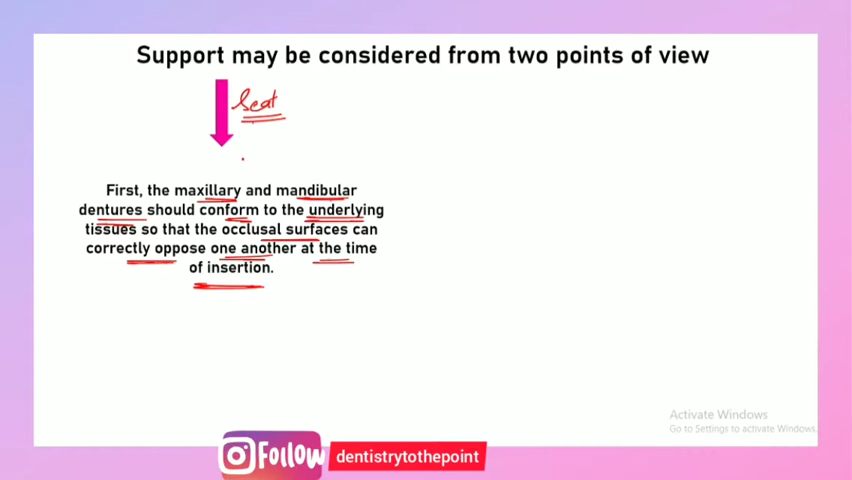 Support may be considered from two points of view
Seat
First, the maxillary and mandibular
dentures should conform to the underlying
tissues so that the occlusal surfaces can
correctly oppose one another at the time
of insertion.
Activate Windows
Go to Settings to activate Windows.
Follow
dentistrytothepoint